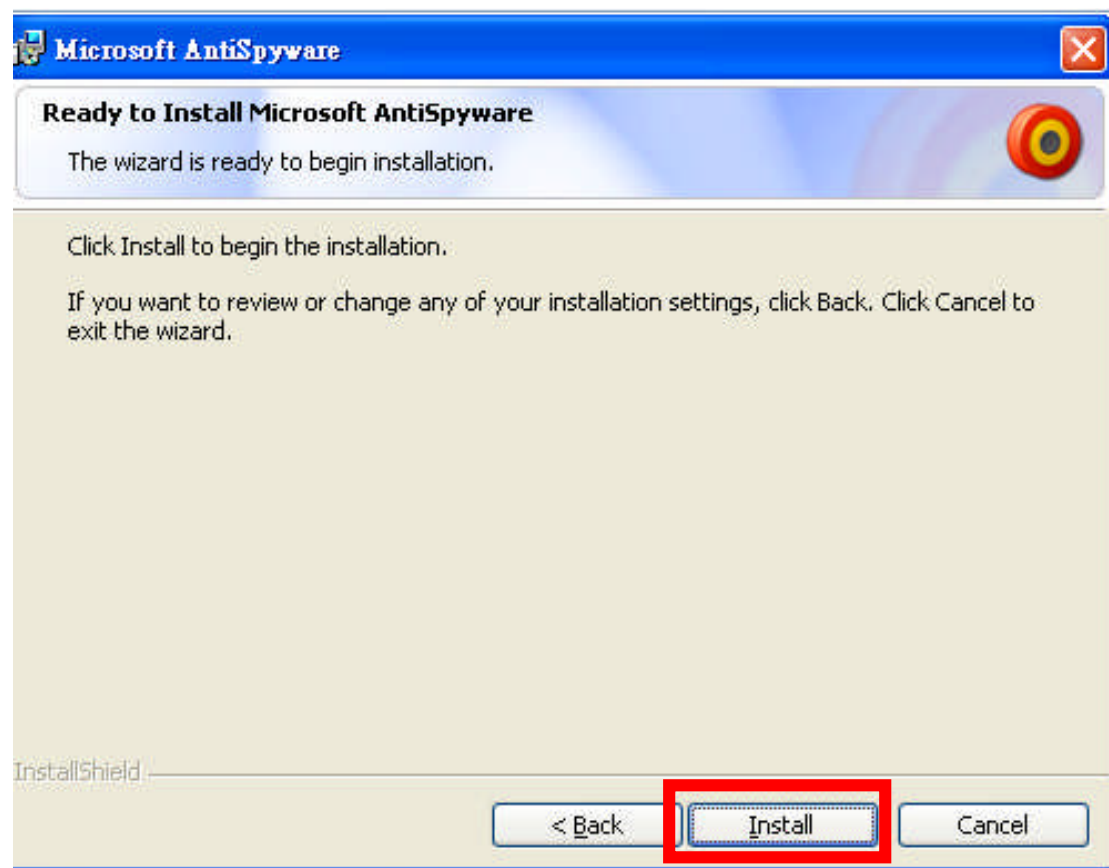 Microsoft AntiSpyware
Ready to Install Microsoft AntiSpyware
The wizard is ready to begin installation.
Click Install to begin the installation.
If you want to review or change any of your installation settings, click Back. Click Cancel to
exit the wizard.
InstallShield
< Back
Install
Cancel